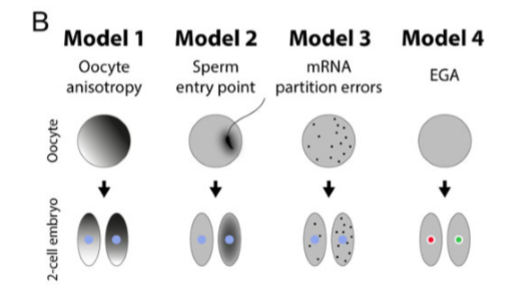 B
Model 1
Oocyte
anisotropy
Model 2
Sperm
entry point
Model 3
mRNA
partition errors
Model 4
EGA
Oocyte
2-cell embryo